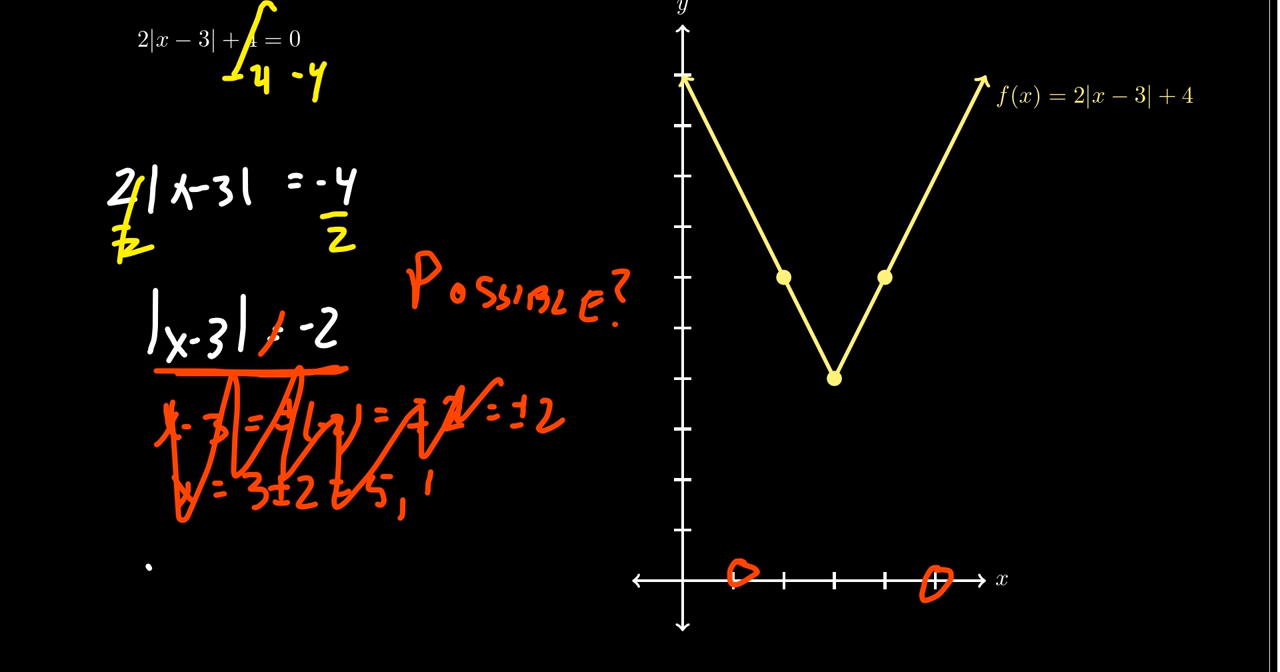 2|x − 3| + 4 = 0
-4 -4
2|x-3| = -4
÷2 2
|x-3| = -2
POSSIBLE?
x-3 = ±(-2) = ∓2 = ±2
x = 3±2 = 5, 1
y
f(x) = 2|x − 3| + 4
x